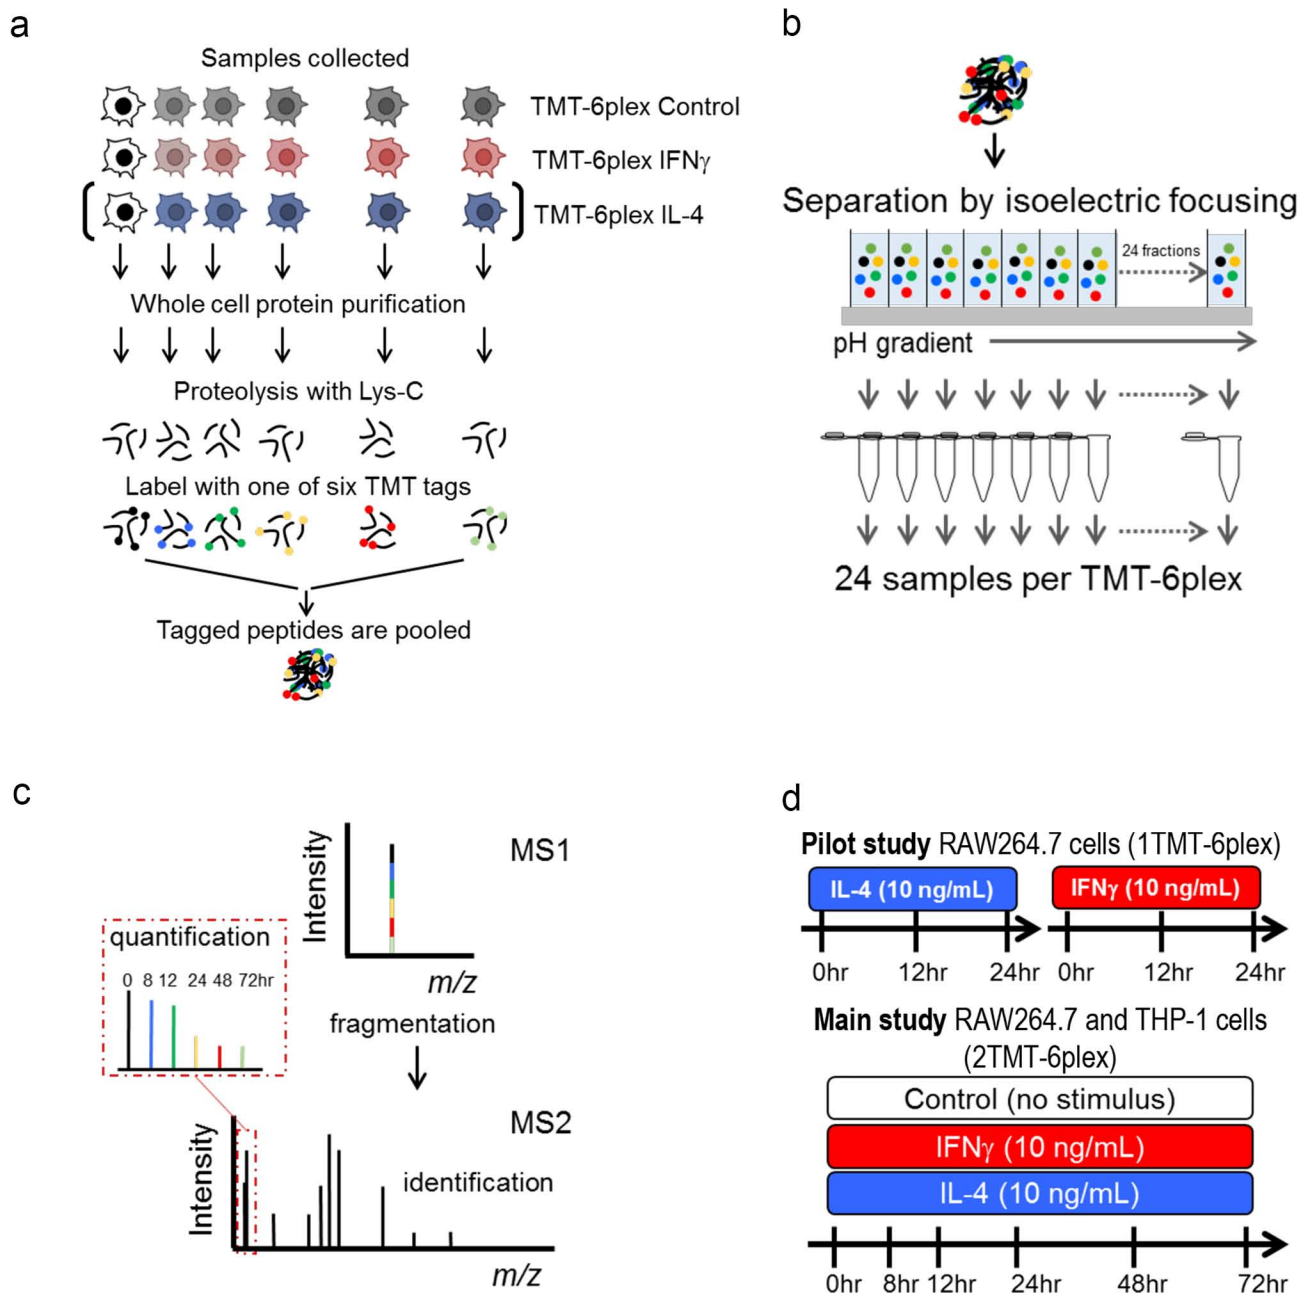 a
Samples collected
TMT-6plex Control
TMT-6plex IFNγ
TMT-6plex IL-4
Whole cell protein purification
Proteolysis with Lys-C
Label with one of six TMT tags
Tagged peptides are pooled
b
Separation by isoelectric focusing
24 fractions
pH gradient
24 samples per TMT-6plex
c
MS1
Intensity
m/z
quantification
0 8 12 24 48 72hr
fragmentation
MS2
Intensity
identification
m/z
d
Pilot study RAW264.7 cells (1TMT-6plex)
IL-4 (10 ng/mL)
0hr 12hr 24hr
IFNγ (10 ng/mL)
0hr 12hr 24hr
Main study RAW264.7 and THP-1 cells
(2TMT-6plex)
Control (no stimulus)
IFNγ (10 ng/mL)
IL-4 (10 ng/mL)
0hr 8hr 12hr 24hr 48hr 72hr